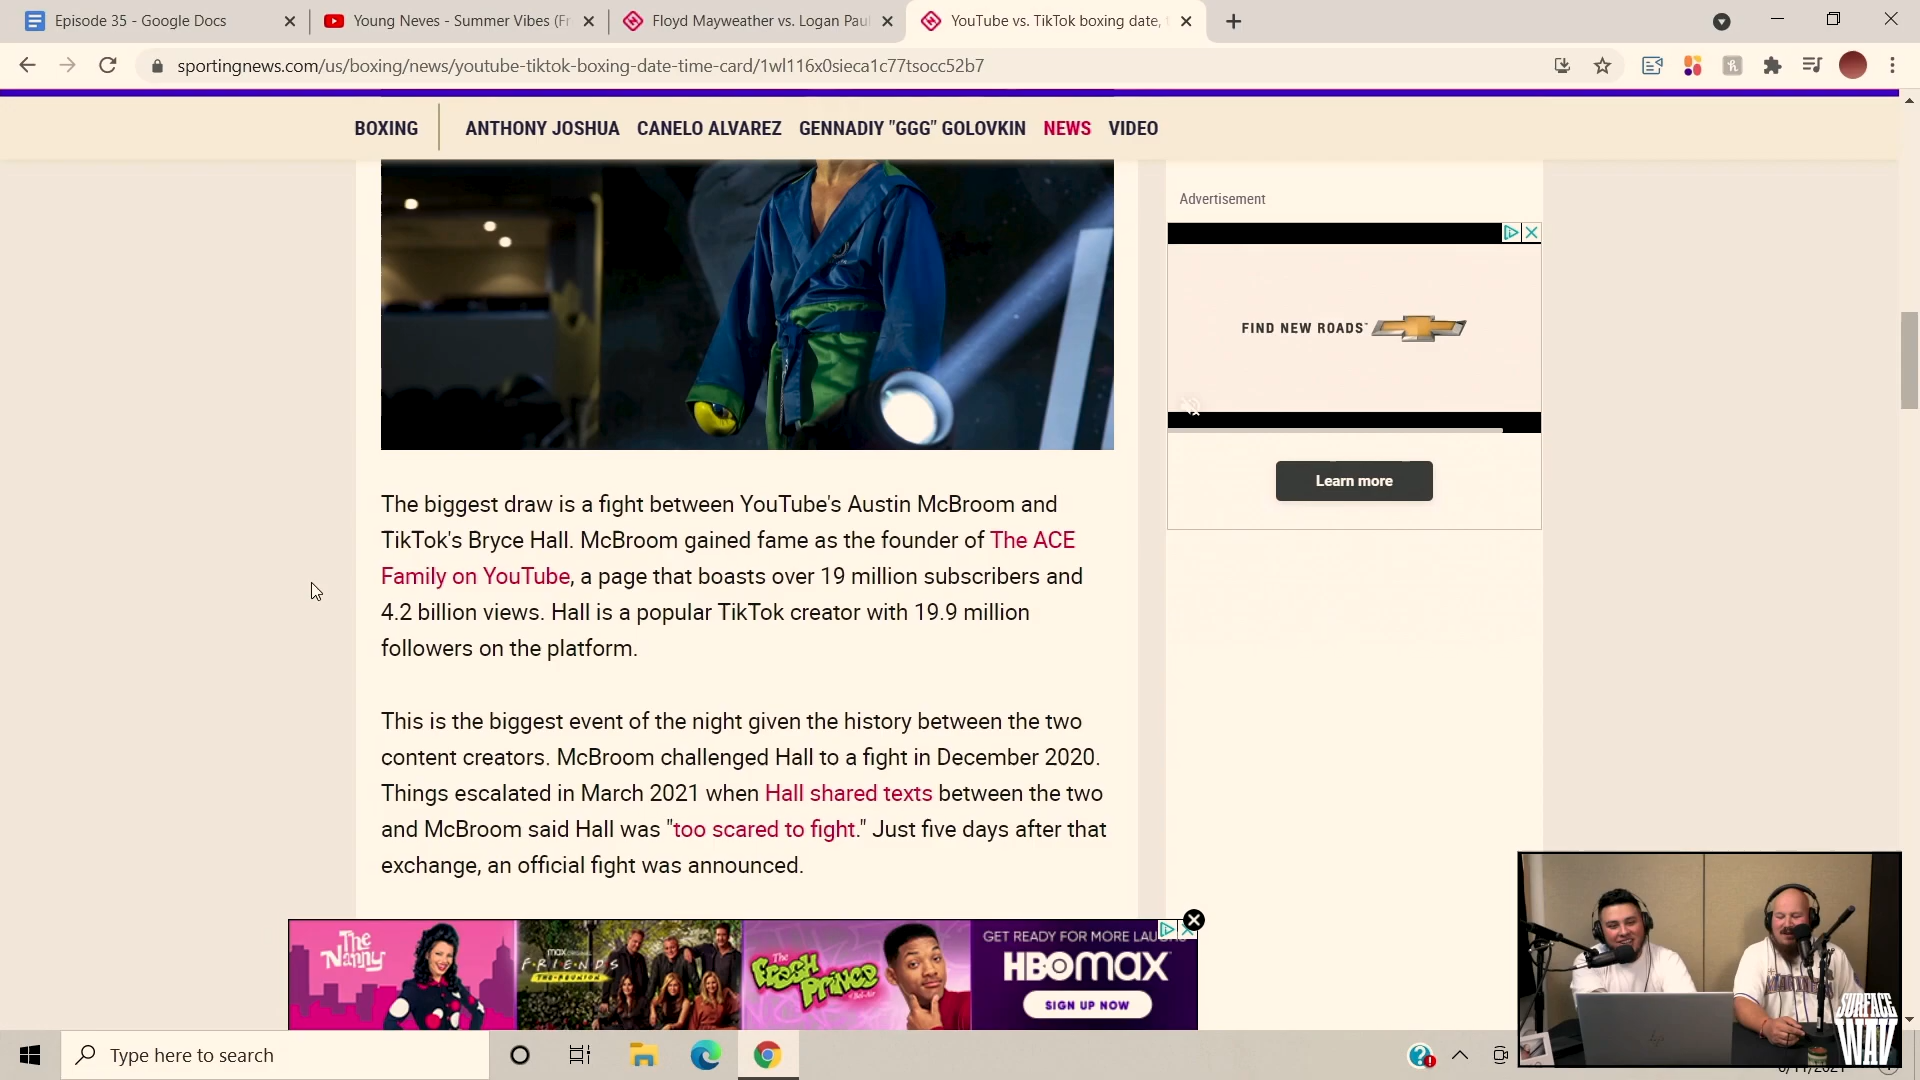 Episode 35 - Google Docs
Young Neves - Summer Vibes (Fr
Floyd Mayweather vs. Logan Paul
YouTube vs. TikTok boxing date,
sportingnews.com/us/boxing/news/youtube-tiktok-boxing-date-time-card/1wl116x0sieca1c77tsocc52b7
BOXING
ANTHONY JOSHUA CANELO ALVAREZ GENNADIY "GGG" GOLOVKIN NEWS VIDEO
Advertisement
FIND NEW ROADS
Learn more
The biggest draw is a fight between YouTube's Austin McBroom and
TikTok's Bryce Hall. McBroom gained fame as the founder of The ACE
Family on YouTube, a page that boasts over 19 million subscribers and
4.2 billion views. Hall is a popular TikTok creator with 19.9 million
followers on the platform.
This is the biggest event of the night given the history between the two
content creators. McBroom challenged Hall to a fight in December 2020.
Things escalated in March 2021 when Hall shared texts between the two
and McBroom said Hall was "too scared to fight." Just five days after that
exchange, an official fight was announced.
The
Nanny
max
FRIENDS
THE REUNION
The
Fresh
Prince
GET READY FOR MORE LAUGHS
HBOmax
SIGN UP NOW
SURFACE
WAV
Type here to search